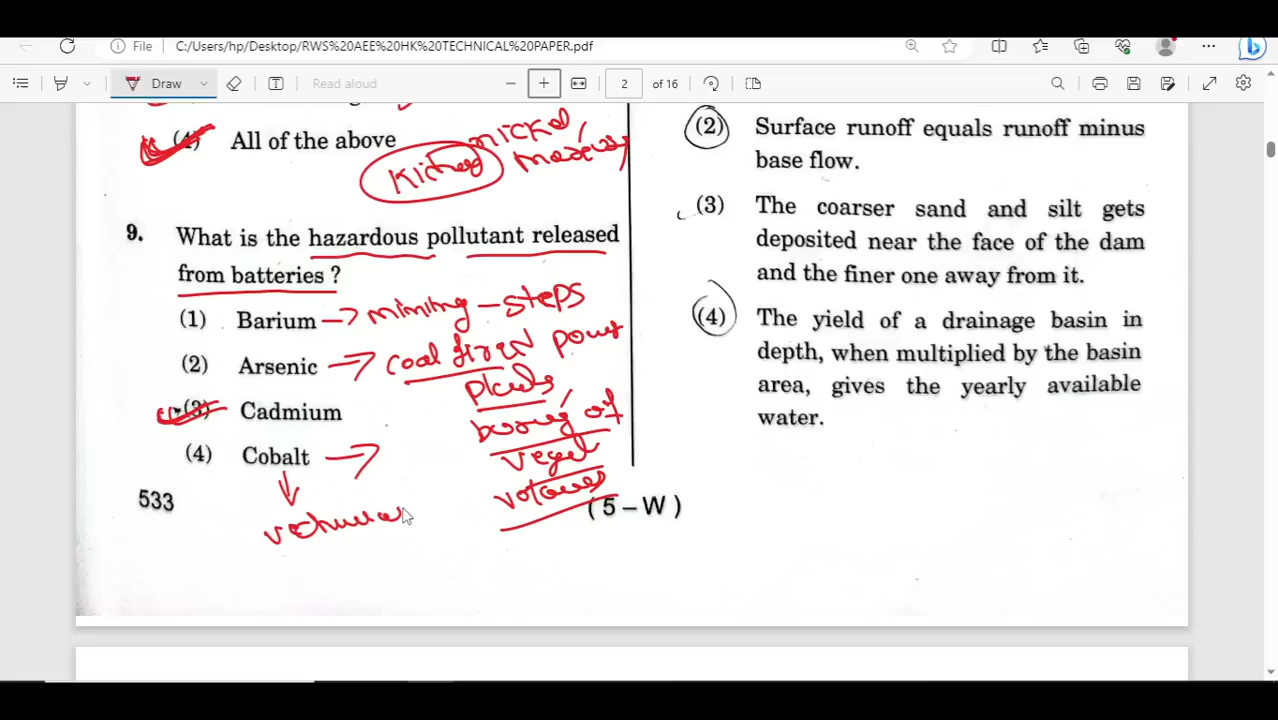 File
C:/Users/hp/Desktop/RWS%20AEE%20HK%20TECHNICAL%20PAPER.pdf
Draw
Read aloud
2 of 16
(4) All of the above
nickel,
9. What is the hazardous pollutant released
from batteries ?
(1) Barium → mining – steps
(2) Arsenic → coal fired power
plants,
(3) Cadmium
of
(4) Cobalt →
533
(5 – W)
(2) Surface runoff equals runoff minus
base flow.
(3) The coarser sand and silt gets
deposited near the face of the dam
and the finer one away from it.
(4) The yield of a drainage basin in
depth, when multiplied by the basin
area, gives the yearly available
water.